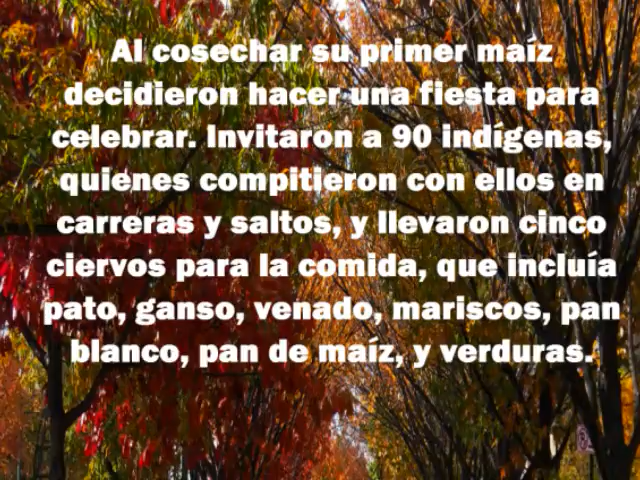 Al cosechar su primer maíz
decidieron hacer una fiesta para
celebrar. Invitaron a 90 indígenas,
quienes compitieron con ellos en
carreras y saltos, y llevaron cinco
ciervos para la comida, que incluía
pato, ganso, venado, mariscos, pan
blanco, pan de maíz, y verduras.